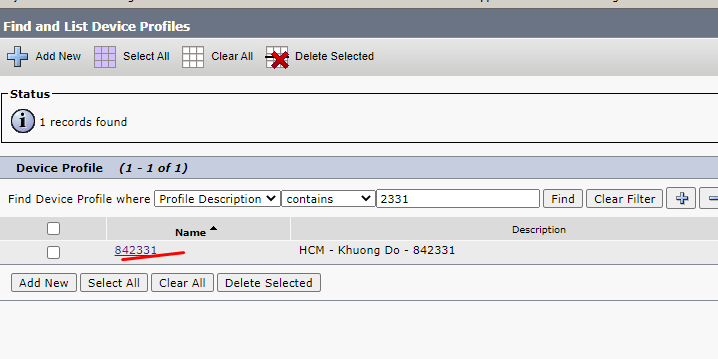 Find and List Device Profiles
Add New Select All Clear All Delete Selected
Status
1 records found
Device Profile (1 - 1 of 1)
Find Device Profile where Profile Description contains 2331 Find Clear Filter
Name Description
842331 HCM - Khuong Do - 842331
Add New Select All Clear All Delete Selected